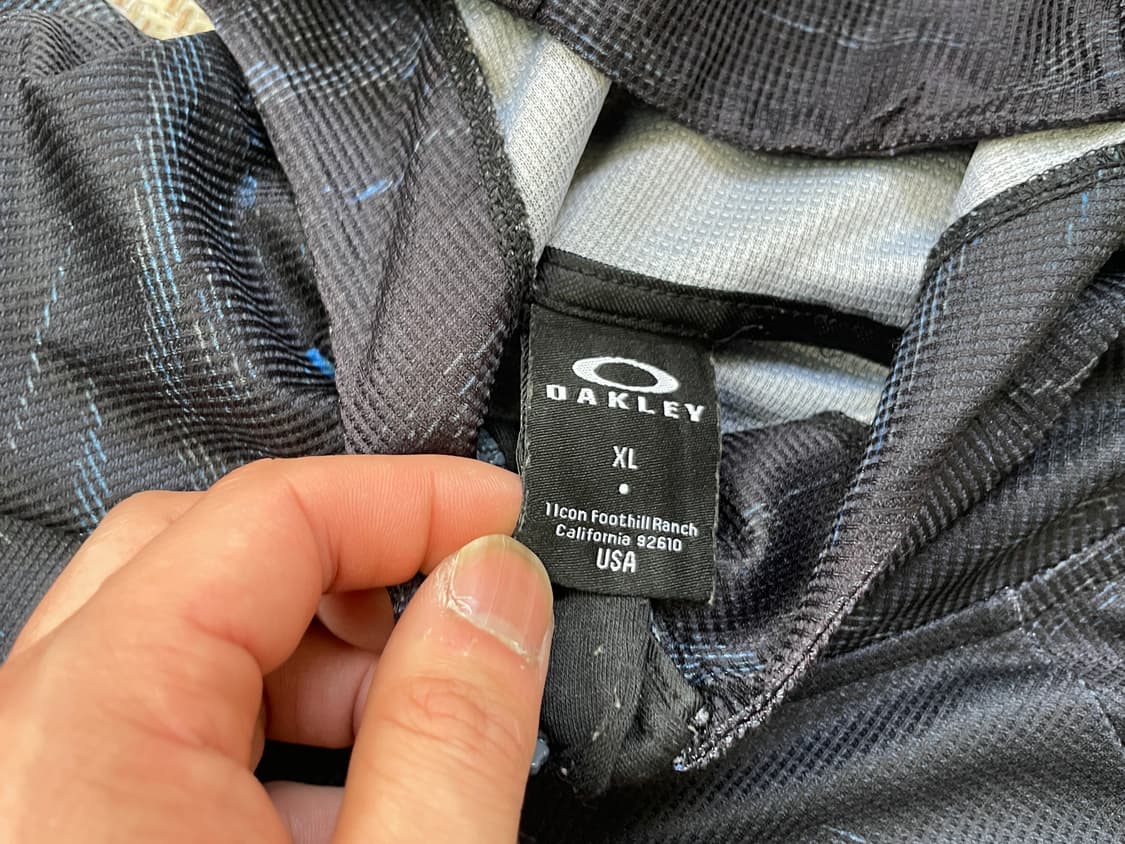 OAKLEY
XL
1 Icon Foothill Ranch
California 92610
USA